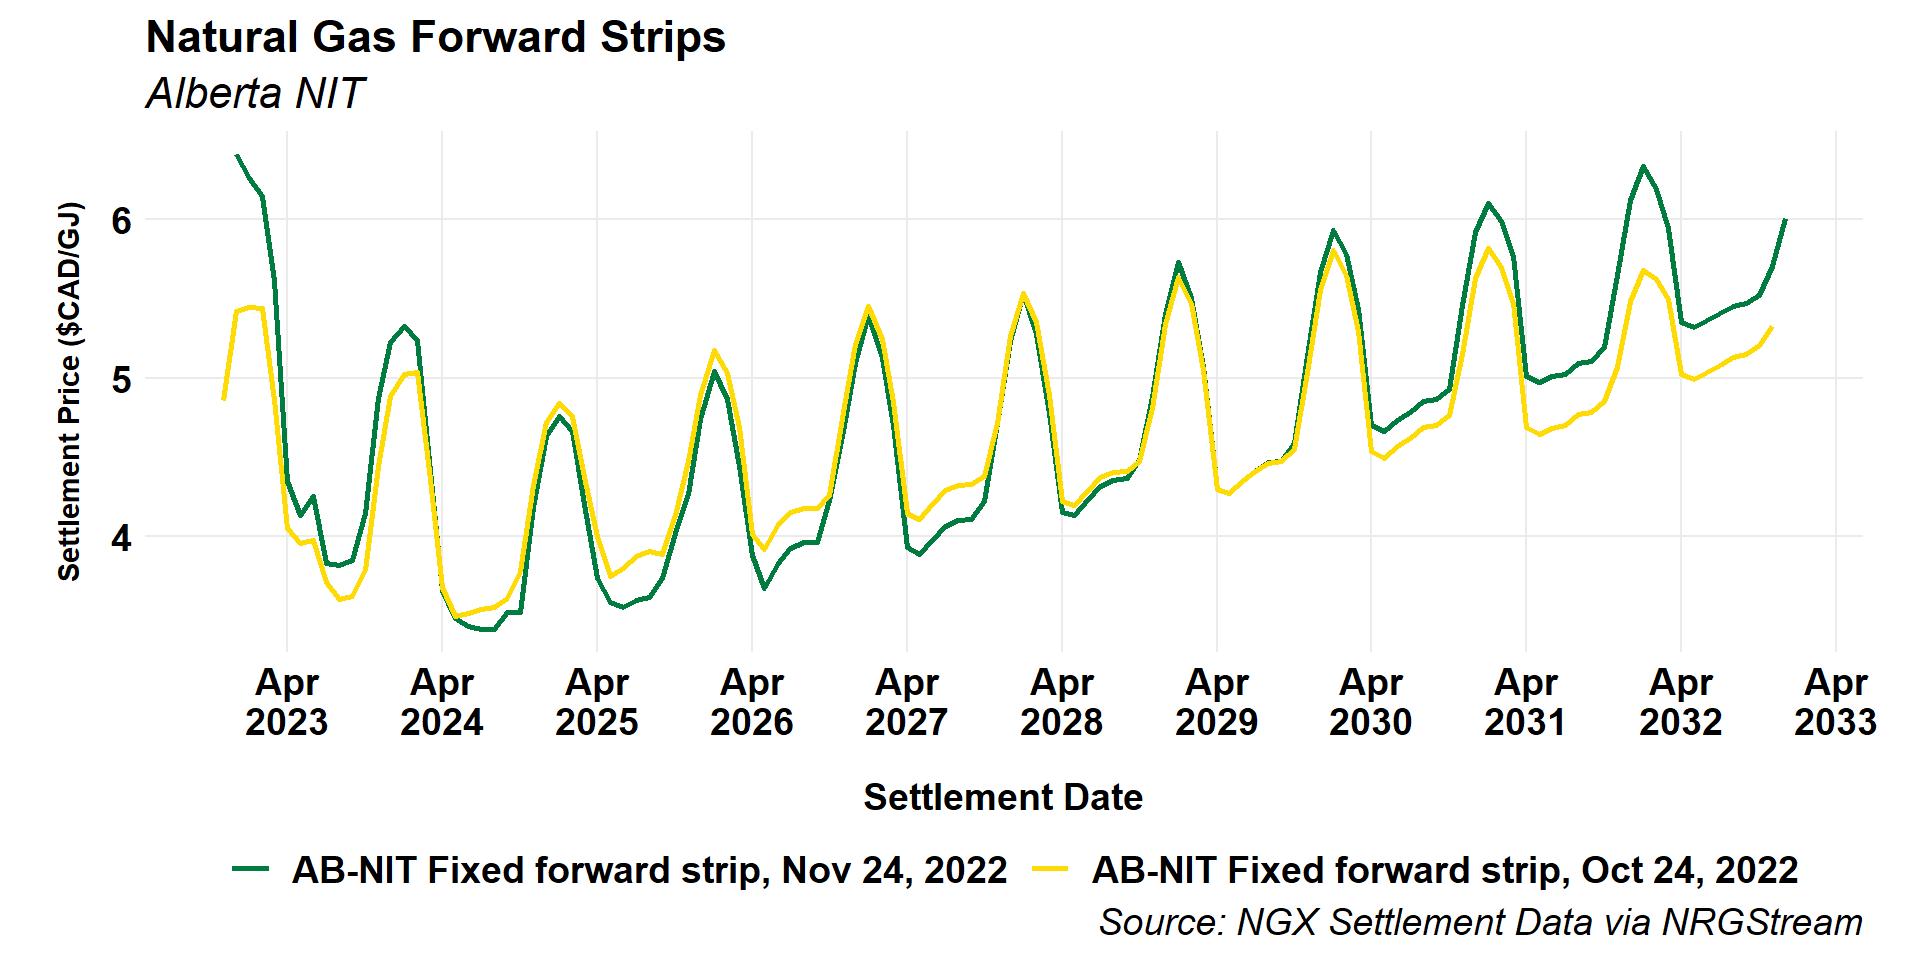 Natural Gas Forward Strips
Alberta NIT
Settlement Price ($CAD/GJ)
6
5
4
Apr 2023
Apr 2024
Apr 2025
Apr 2026
Apr 2027
Apr 2028
Apr 2029
Apr 2030
Apr 2031
Apr 2032
Apr 2033
Settlement Date
AB-NIT Fixed forward strip, Nov 24, 2022
AB-NIT Fixed forward strip, Oct 24, 2022
Source: NGX Settlement Data via NRGStream